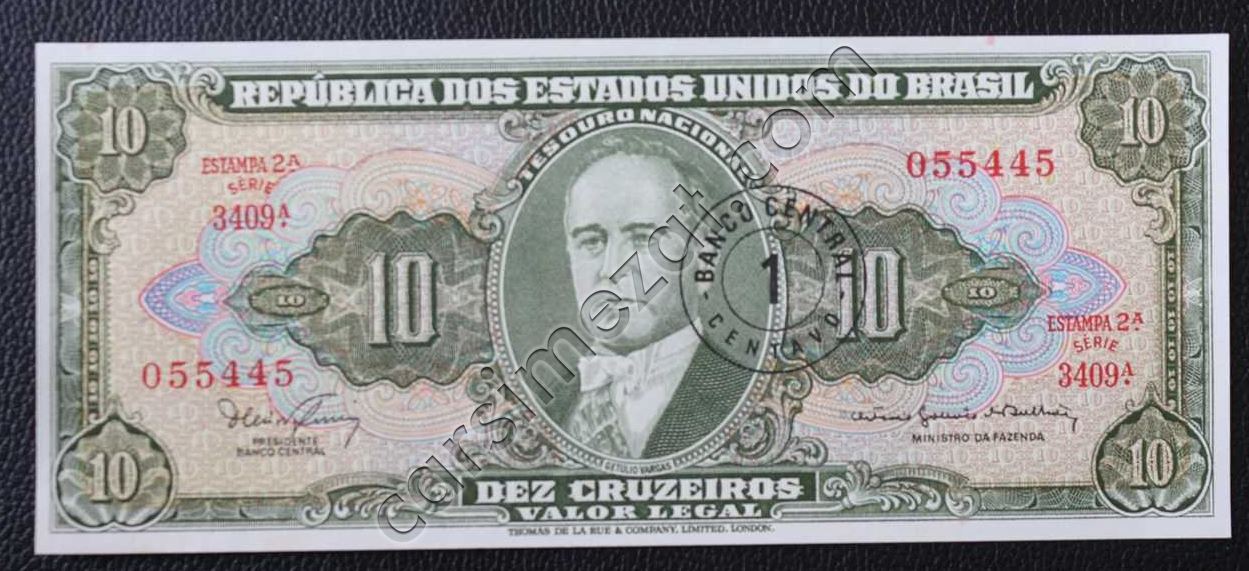 REPÚBLICA DOS ESTADOS UNIDOS DO BRASIL
10
10
TESOURO NACIONAL
ESTAMPA 2ᴬ
SÉRIE
3409ᴬ
055445
BANCO CENTRAL
1
CENTAVO
10
10
10
10
055445
ESTAMPA 2ᴬ
SÉRIE
3409ᴬ
PRESIDENTE
BANCO CENTRAL
MINISTRO DA FAZENDA
GETULIO VARGAS
10
10
DEZ CRUZEIROS
VALOR LEGAL
THOMAS DE LA RUE & COMPANY, LIMITED, LONDON.
carsimezat.com